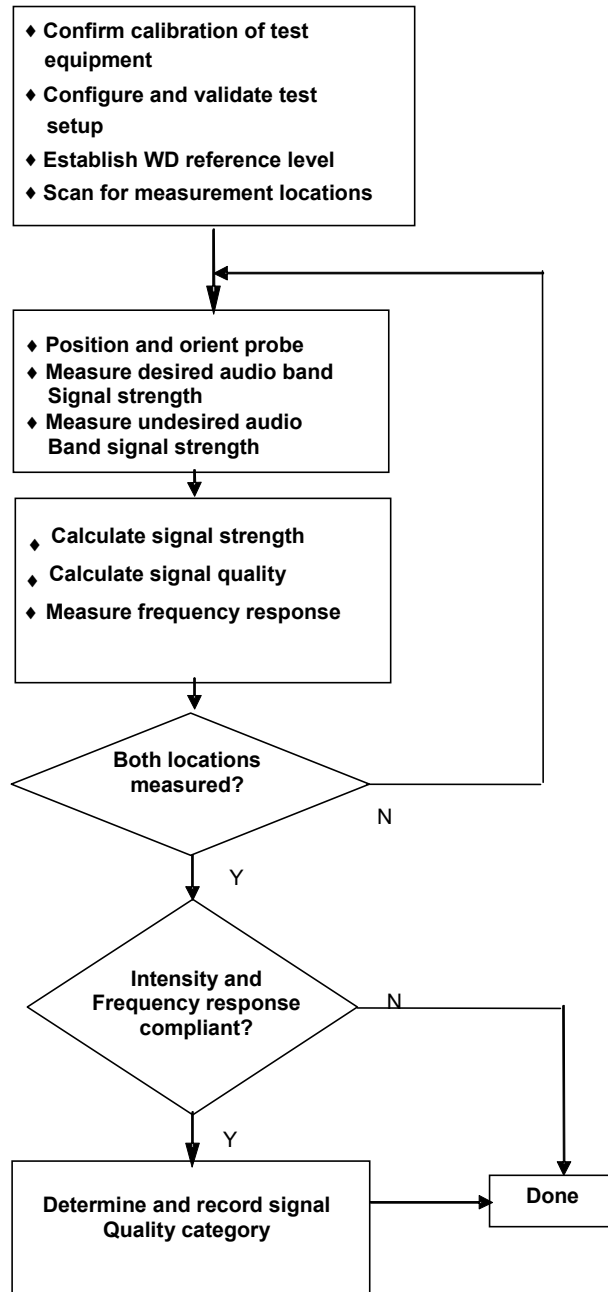 ♦ Confirm calibration of test
equipment
♦ Configure and validate test
setup
♦ Establish WD reference level
♦ Scan for measurement locations
♦ Position and orient probe
♦ Measure desired audio band
Signal strength
♦ Measure undesired audio
Band signal strength
♦ Calculate signal strength
♦ Calculate signal quality
♦ Measure frequency response
Both locations
measured?
N
Y
Intensity and
Frequency response
compliant?
N
Y
Determine and record signal
Quality category
Done